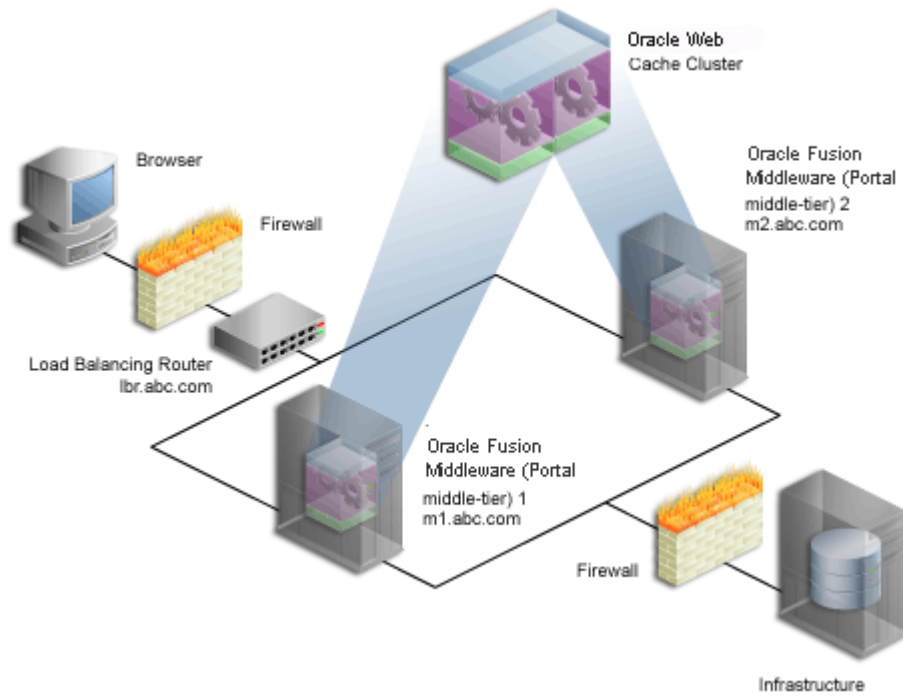 Oracle Web
Cache Cluster
Browser
Firewall
Oracle Fusion
Middleware (Portal
middle-tier) 2
m2.abc.com
Load Balancing Router
lbr.abc.com
Oracle Fusion
Middleware (Portal
middle-tier) 1
m1.abc.com
Firewall
Infrastructure